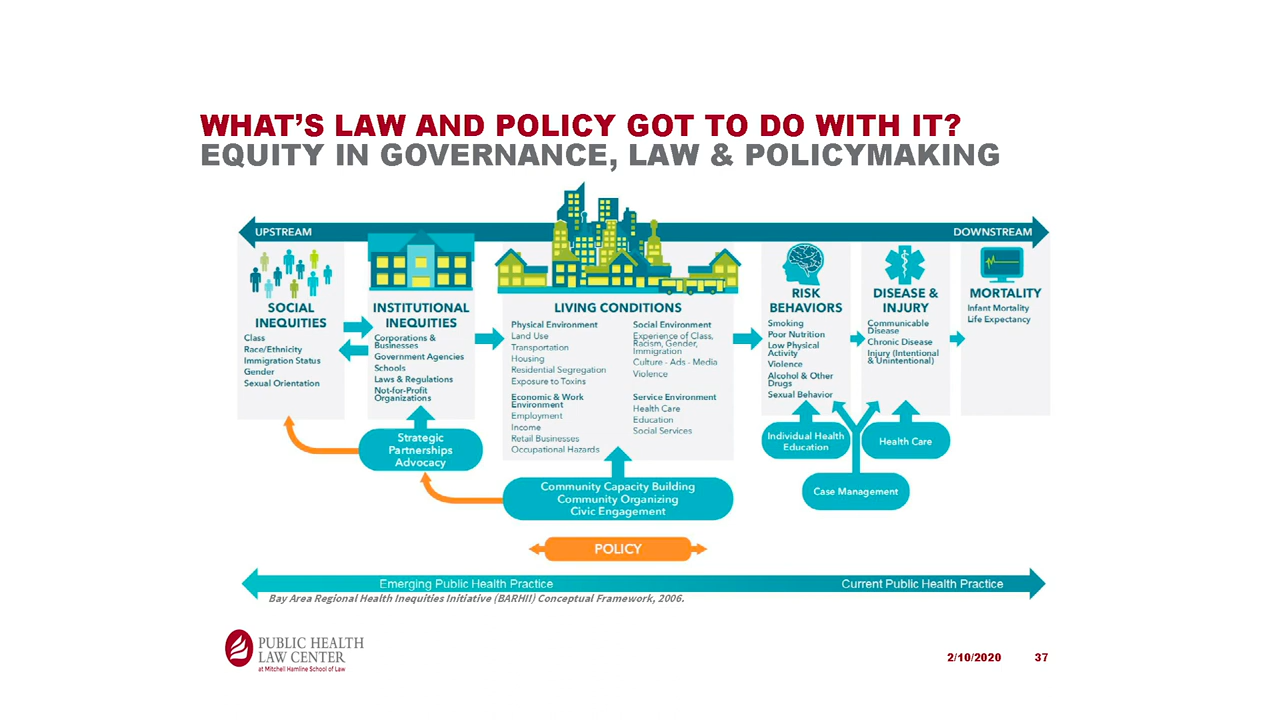 WHAT'S LAW AND POLICY GOT TO DO WITH IT?
EQUITY IN GOVERNANCE, LAW & POLICYMAKING
UPSTREAM
DOWNSTREAM
SOCIAL
INEQUITIES
Class
Race/Ethnicity
Immigration Status
Gender
Sexual Orientation
INSTITUTIONAL
INEQUITIES
Corporations &
Businesses
Government Agencies
Schools
Laws & Regulations
Not-for-Profit
Organizations
LIVING CONDITIONS
Physical Environment
Land Use
Transportation
Housing
Residential Segregation
Exposure to Toxins
Economic & Work
Environment
Employment
Income
Retail Businesses
Occupational Hazards
Social Environment
Experience of Class,
Racism, Gender,
Immigration
Culture - Ads - Media
Violence
Service Environment
Health Care
Education
Social Services
RISK
BEHAVIORS
Smoking
Poor Nutrition
Low Physical
Activity
Violence
Alcohol & Other
Drugs
Sexual Behavior
DISEASE &
INJURY
Communicable
Disease
Chronic Disease
Injury (Intentional
& Unintentional)
MORTALITY
Infant Mortality
Life Expectancy
Strategic
Partnerships
Advocacy
Community Capacity Building
Community Organizing
Civic Engagement
Individual Health
Education
Health Care
Case Management
POLICY
Emerging Public Health Practice
Current Public Health Practice
Bay Area Regional Health Inequities Initiative (BARHII) Conceptual Framework, 2006.
PUBLIC HEALTH
LAW CENTER
at Mitchell Hamline School of Law
2/10/2020
37